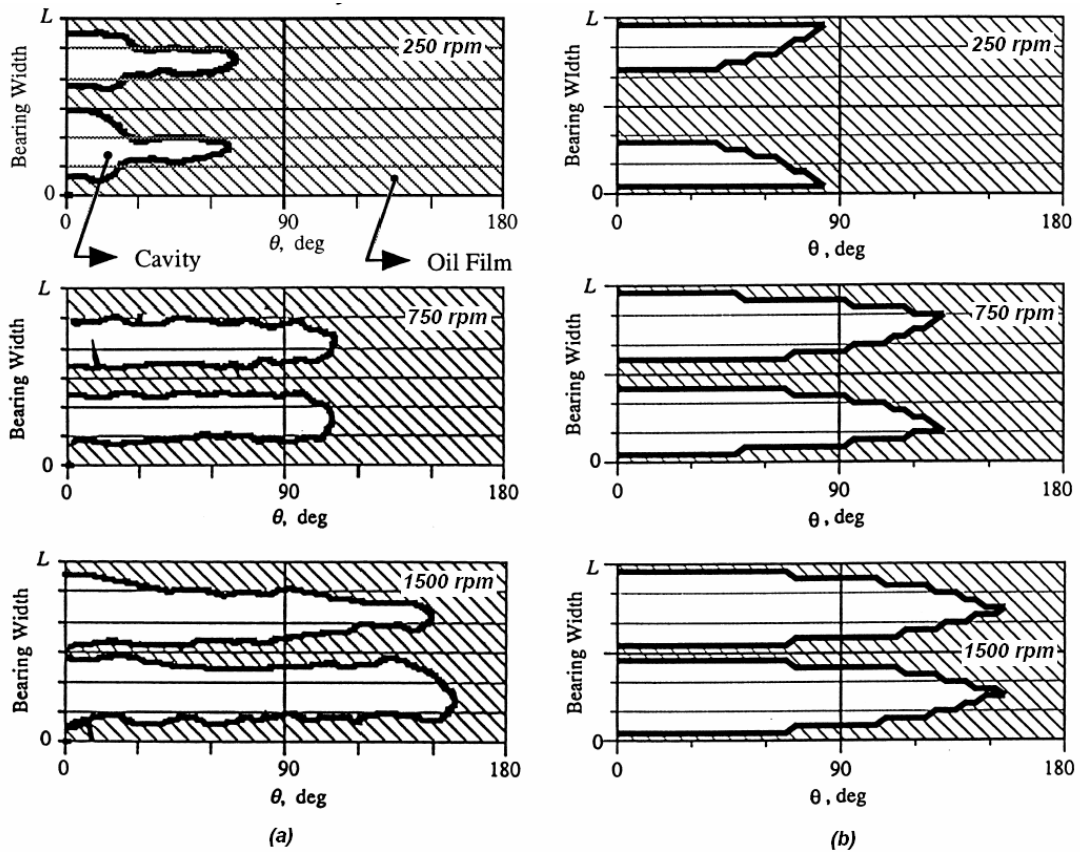 L
250 rpm
Bearing Width
0
0
90
180
θ, deg
Cavity
Oil Film
L
750 rpm
Bearing Width
0
0
90
180
θ, deg
L
1500 rpm
Bearing Width
0
0
90
180
θ, deg
(a)
L
250 rpm
Bearing Width
0
0
90
180
θ, deg
L
750 rpm
Bearing Width
0
0
90
180
θ, deg
L
1500 rpm
Bearing Width
0
0
90
180
θ, deg
(b)